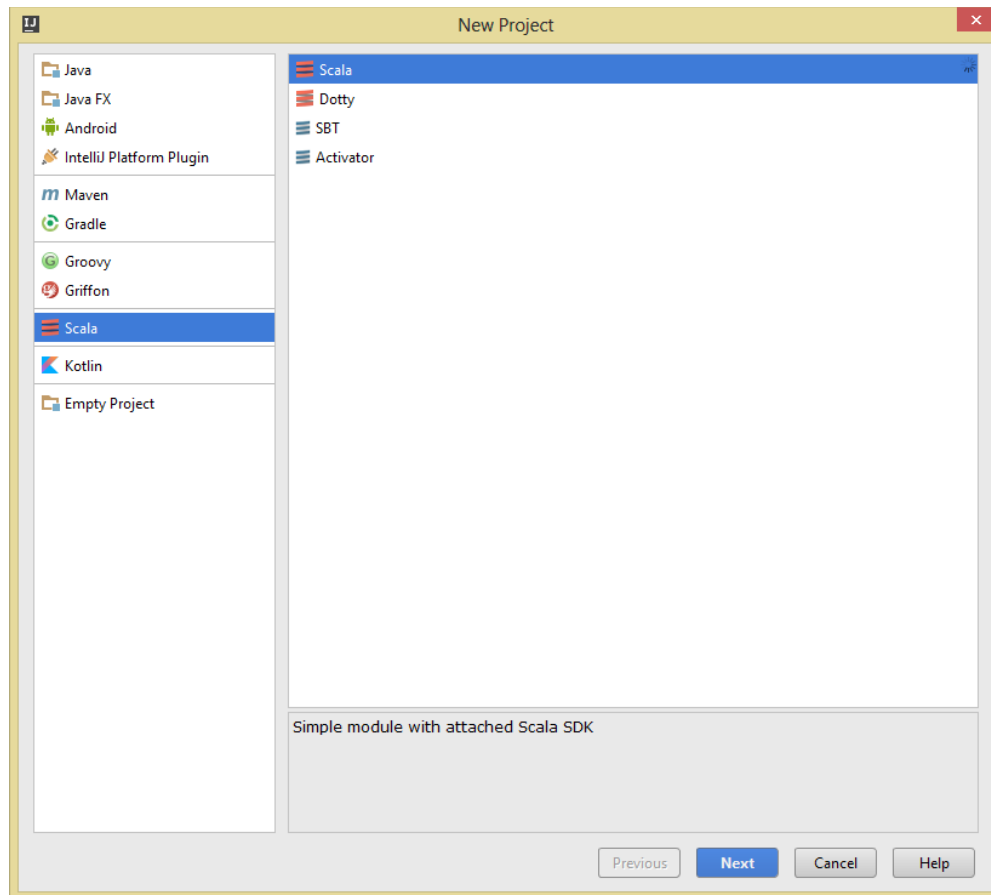 New Project
Java
Java FX
Android
IntelliJ Platform Plugin
Maven
Gradle
Groovy
Griffon
Scala
Kotlin
Empty Project
Scala
Dotty
SBT
Activator
Simple module with attached Scala SDK
Previous
Next
Cancel
Help